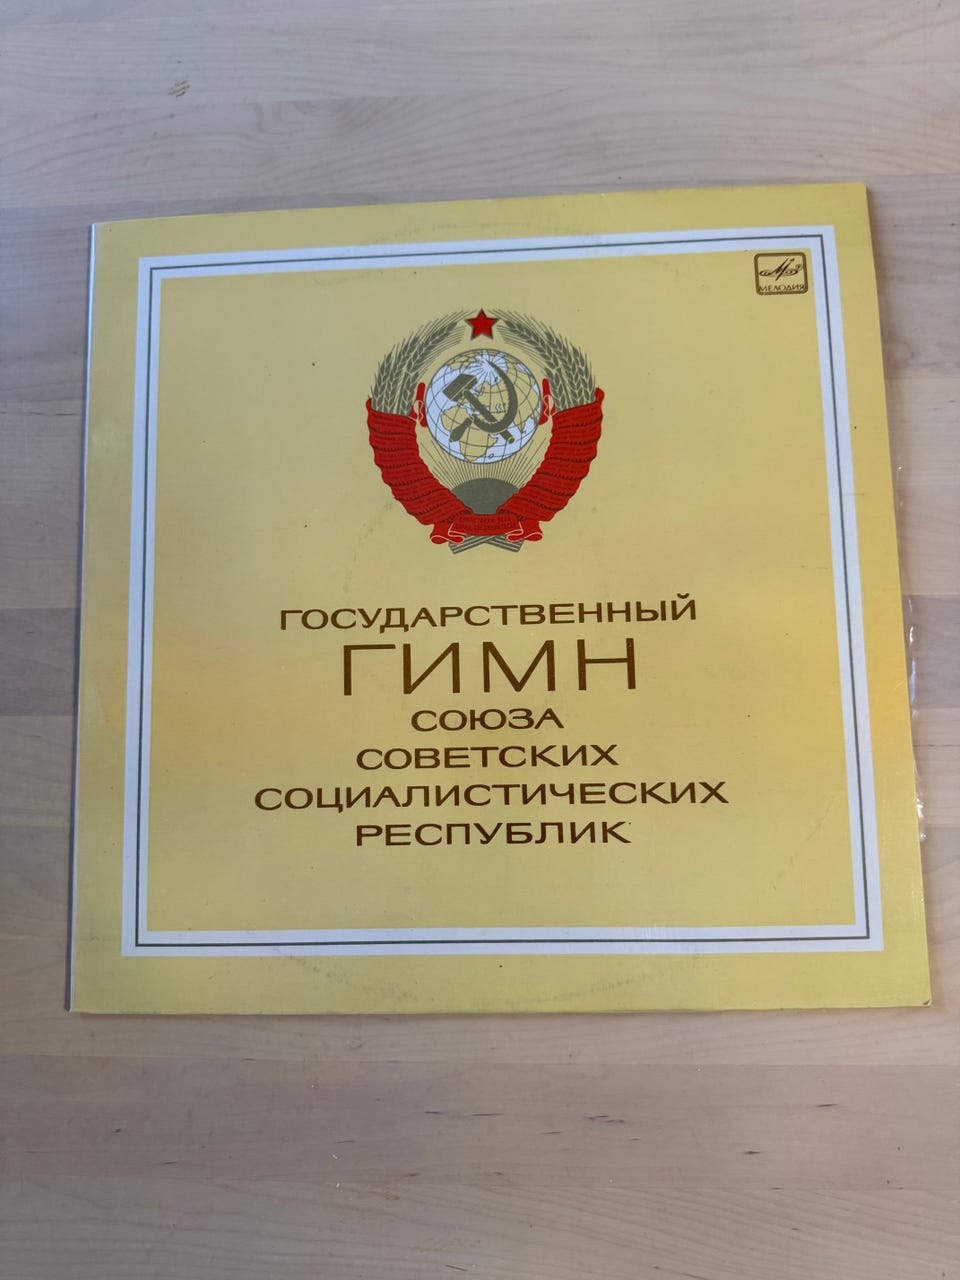 МЕЛОДИЯ
ГОСУДАРСТВЕННЫЙ
ГИМН
СОЮЗА
СОВЕТСКИХ
СОЦИАЛИСТИЧЕСКИХ
РЕСПУБЛИК